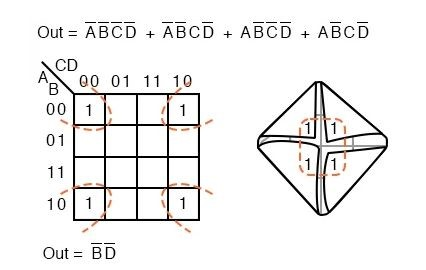 Out = A̅B̅C̅D̅ + A̅B̅CD̅ + AB̅C̅D̅ + AB̅CD̅
CD
A
B
00 01 11 10
00 1 1
01
11
10 1 1
1 1
1 1
Out = B̅D̅